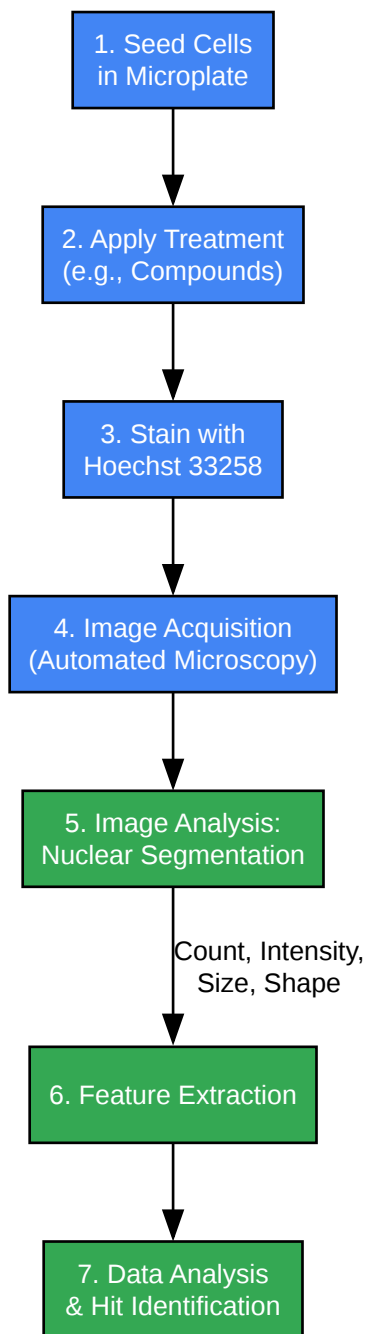 1. Seed Cells
in Microplate
2. Apply Treatment
(e.g., Compounds)
3. Stain with
Hoechst 33258
4. Image Acquisition
(Automated Microscopy)
5. Image Analysis:
Nuclear Segmentation
Count, Intensity,
Size, Shape
6. Feature Extraction
7. Data Analysis
& Hit Identification